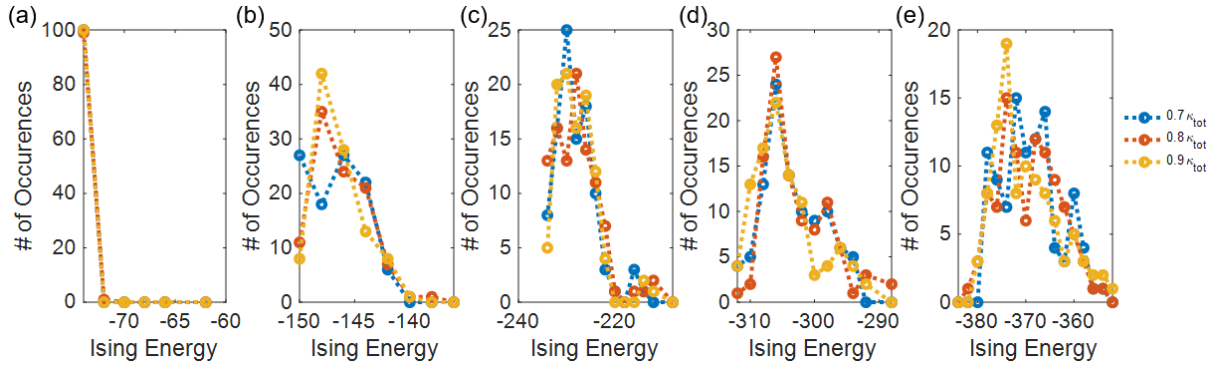 (a) (b) (c) (d) (e)
# of Occurences
100
80
60
40
20
0
-70 -65 -60
Ising Energy
# of Occurences
50
40
30
20
10
0
-150 -145 -140
Ising Energy
# of Occurences
25
20
15
10
5
0
-240 -220
Ising Energy
# of Occurences
30
25
20
15
10
5
0
-310 -300 -290
Ising Energy
# of Occurences
20
15
10
5
0
-380 -370 -360
Ising Energy
0.7 κtot
0.8 κtot
0.9 κtot